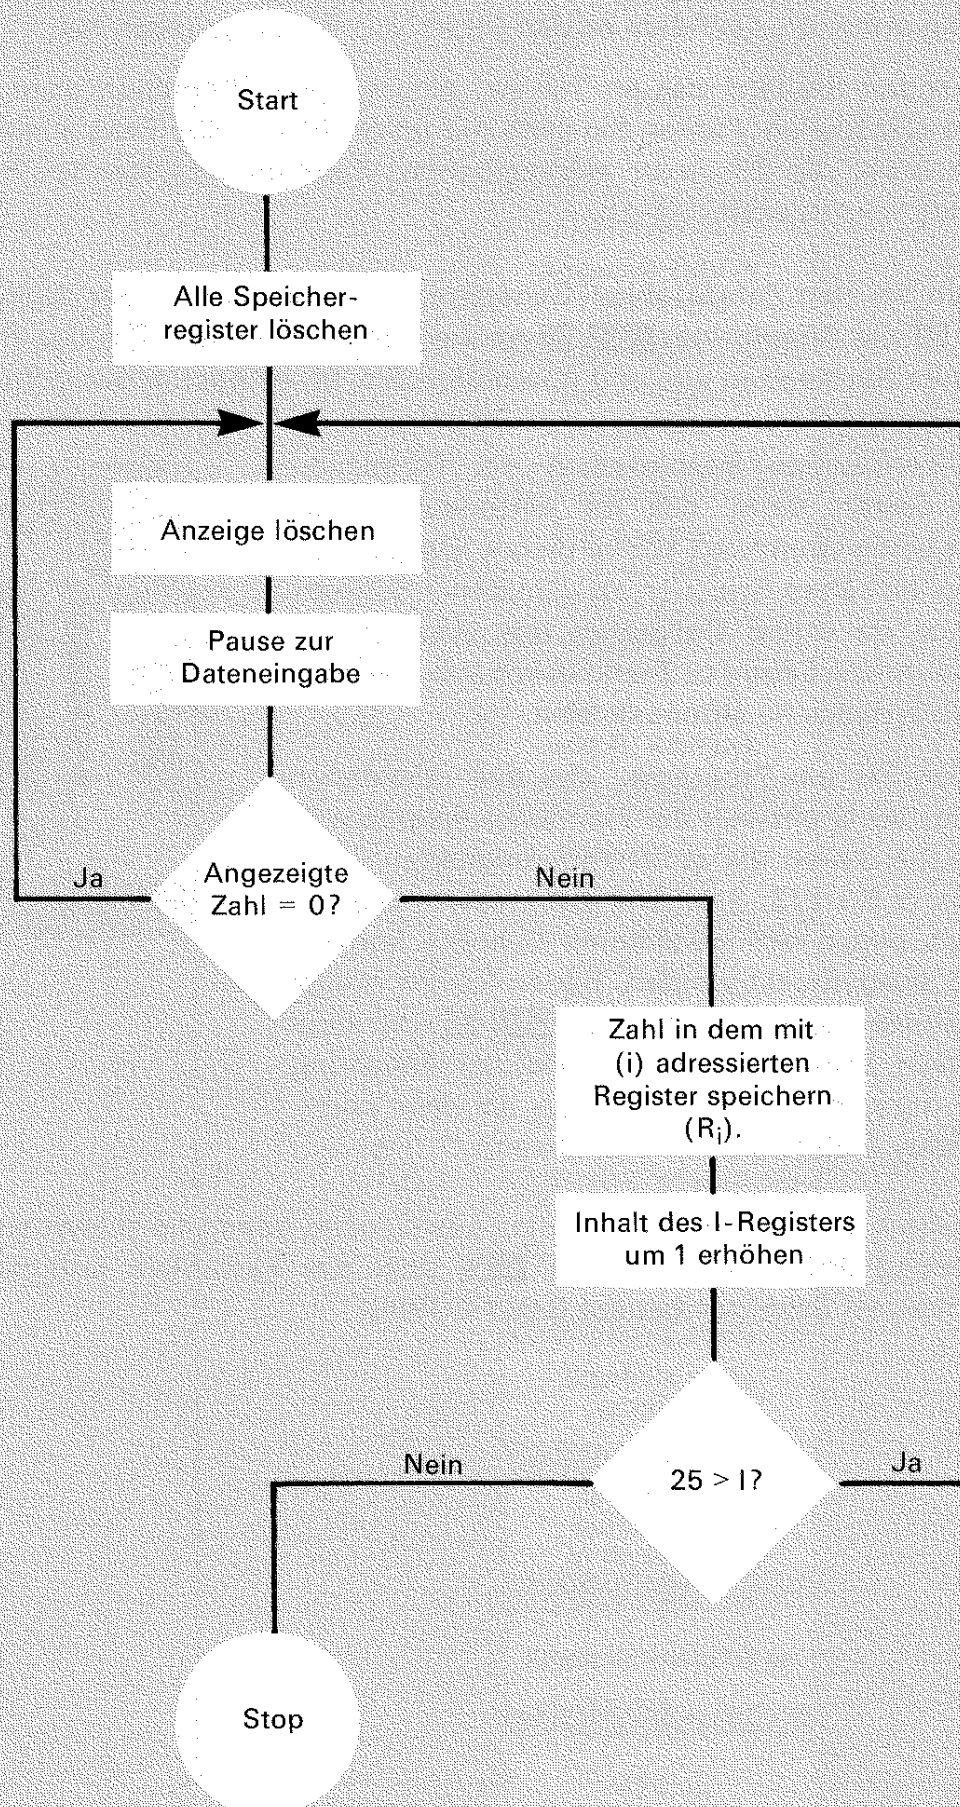 Start
Alle Speicher-
register löschen
Anzeige löschen
Pause zur
Dateneingabe
Angezeigte
Zahl = 0?
Ja
Nein
Zahl in dem mit
(i) adressierten
Register speichern
(Ri).
Inhalt des I-Registers
um 1 erhöhen
25 > I?
Nein
Ja
Stop